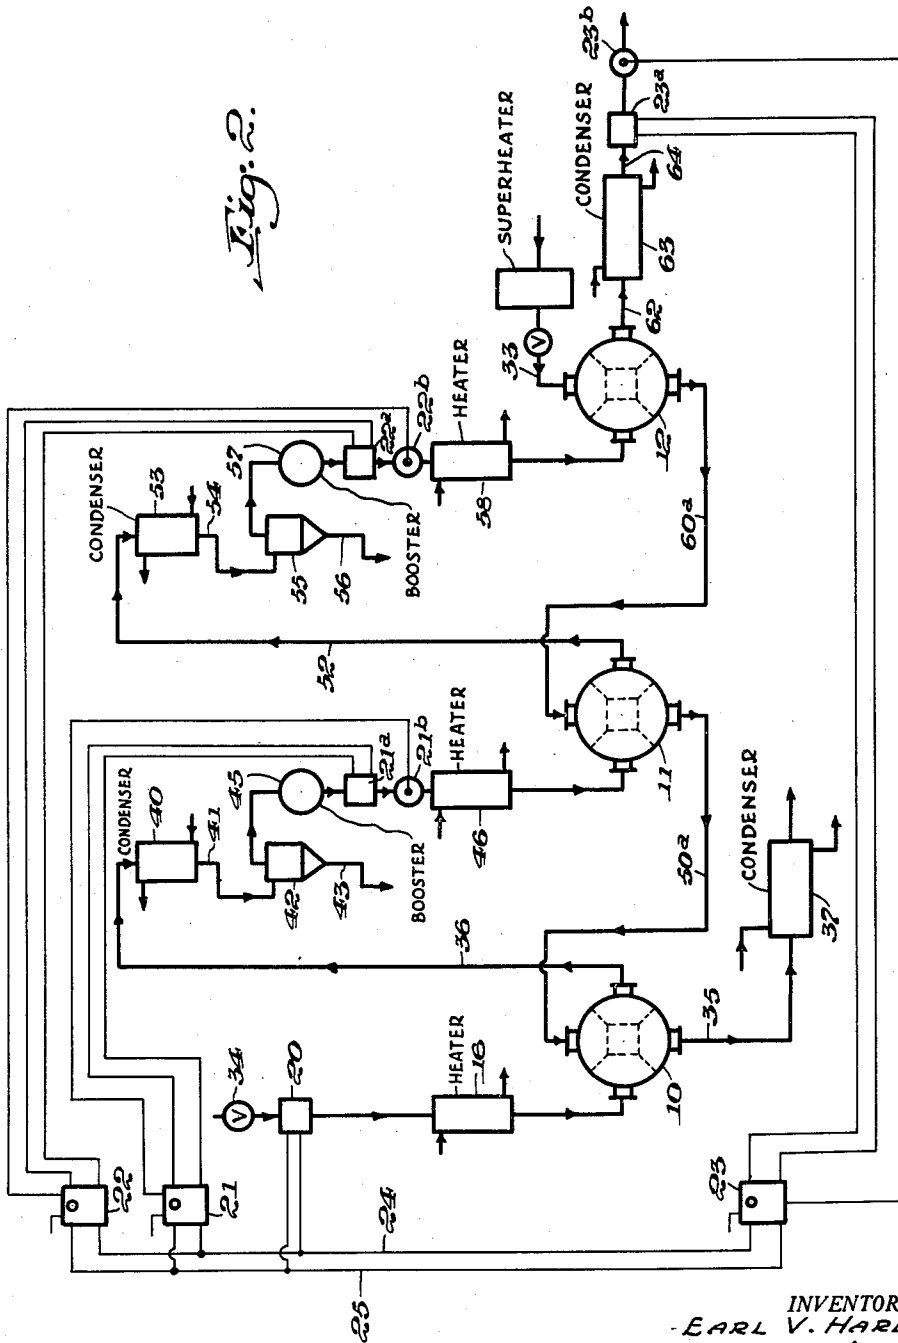 Fig. 2.
CONDENSER
53
54
57
55
56
BOOSTER
22ª
22ᵇ
HEATER
58
52
SUPERHEATER
33
12
62
CONDENSER
63
64
23ª
23ᵇ
60ª
CONDENSER
40
41
45
42
43
BOOSTER
21ª
21ᵇ
HEATER
46
36
11
50ª
CONDENSER
37
V
V
34
20
HEATER
16
10
35
22
21
23
24
25
INVENTOR
EARL V. HARL